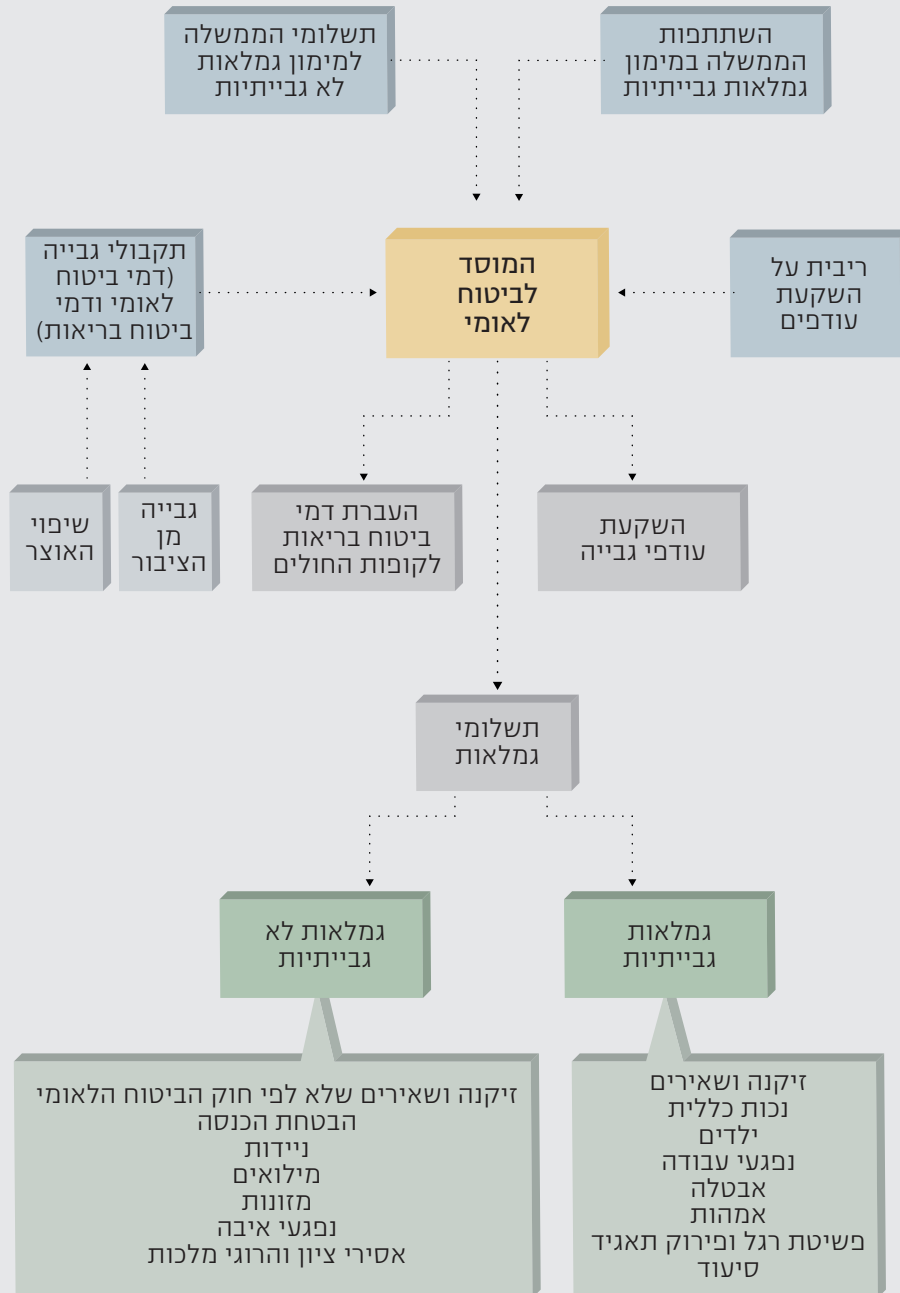 השתתפות
הממשלה במימון
גמלאות גבייתיות
תשלומי הממשלה
למימון גמלאות
לא גבייתיות
ריבית על
השקעת
עודפים
המוסד
לביטוח
לאומי
תקבולי גבייה
(דמי ביטוח
לאומי ודמי
ביטוח בריאות)
השקעת
עודפי גבייה
העברת דמי
ביטוח בריאות
לקופות החולים
גבייה
מן
הציבור
שיפוי
האוצר
תשלומי
גמלאות
גמלאות
גבייתיות
גמלאות לא
גבייתיות
זיקנה ושאירים
נכות כללית
ילדים
נפגעי עבודה
אבטלה
אמהות
פשיטת רגל ופירוק תאגיד
סיעוד
זיקנה ושאירים שלא לפי חוק הביטוח הלאומי
הבטחת הכנסה
ניידות
מילואים
מזונות
נפגעי איבה
אסירי ציון והרוגי מלכות